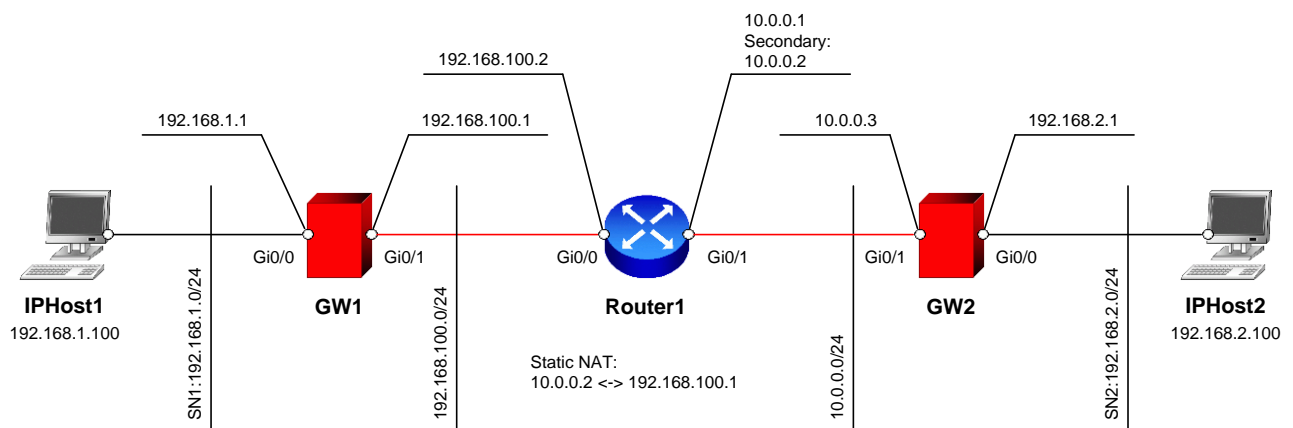 10.0.0.1
Secondary:
10.0.0.2
192.168.100.2
192.168.1.1
192.168.100.1
10.0.0.3
192.168.2.1
Gi0/0
Gi0/1
Gi0/0
Gi0/1
Gi0/1
Gi0/0
IPHost1
192.168.1.100
SN1:192.168.1.0/24
GW1
192.168.100.0/24
Router1
Static NAT:
10.0.0.2 <-> 192.168.100.1
10.0.0.0/24
GW2
SN2:192.168.2.0/24
IPHost2
192.168.2.100